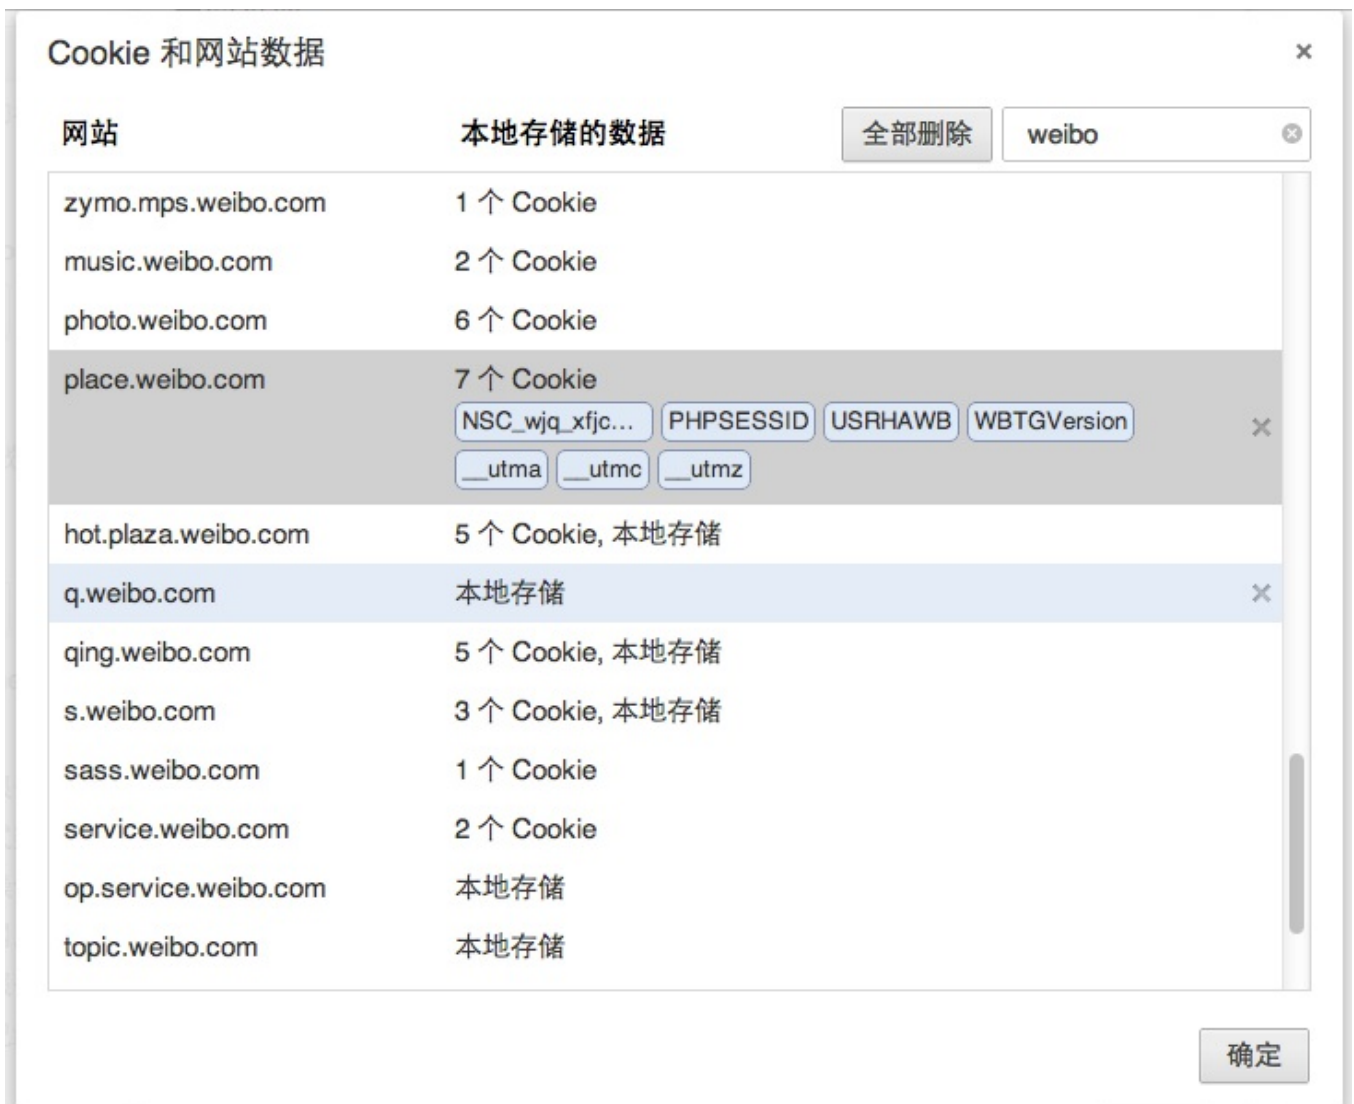 Cookie 和网站数据
网站 本地存储的数据 全部删除 weibo
zymo.mps.weibo.com 1 个 Cookie
music.weibo.com 2 个 Cookie
photo.weibo.com 6 个 Cookie
place.weibo.com 7 个 Cookie
NSC_wjq_xfjc... PHPSESSID USRHAWB WBTGVersion
__utma __utmc __utmz
hot.plaza.weibo.com 5 个 Cookie, 本地存储
q.weibo.com 本地存储
qing.weibo.com 5 个 Cookie, 本地存储
s.weibo.com 3 个 Cookie, 本地存储
sass.weibo.com 1 个 Cookie
service.weibo.com 2 个 Cookie
op.service.weibo.com 本地存储
topic.weibo.com 本地存储
确定